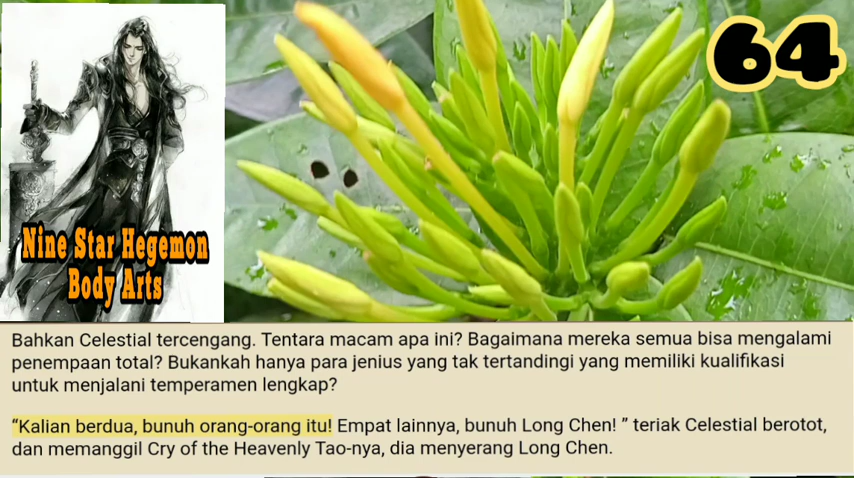 64
Nine Star Hegemon
Body Arts
Bahkan Celestial tercengang. Tentara macam apa ini? Bagaimana mereka semua bisa mengalami
penempaan total? Bukankah hanya para jenius yang tak tertandingi yang memiliki kualifikasi
untuk menjalani temperamen lengkap?
“Kalian berdua, bunuh orang-orang itu! Empat lainnya, bunuh Long Chen! ” teriak Celestial berotot,
dan memanggil Cry of the Heavenly Tao-nya, dia menyerang Long Chen.